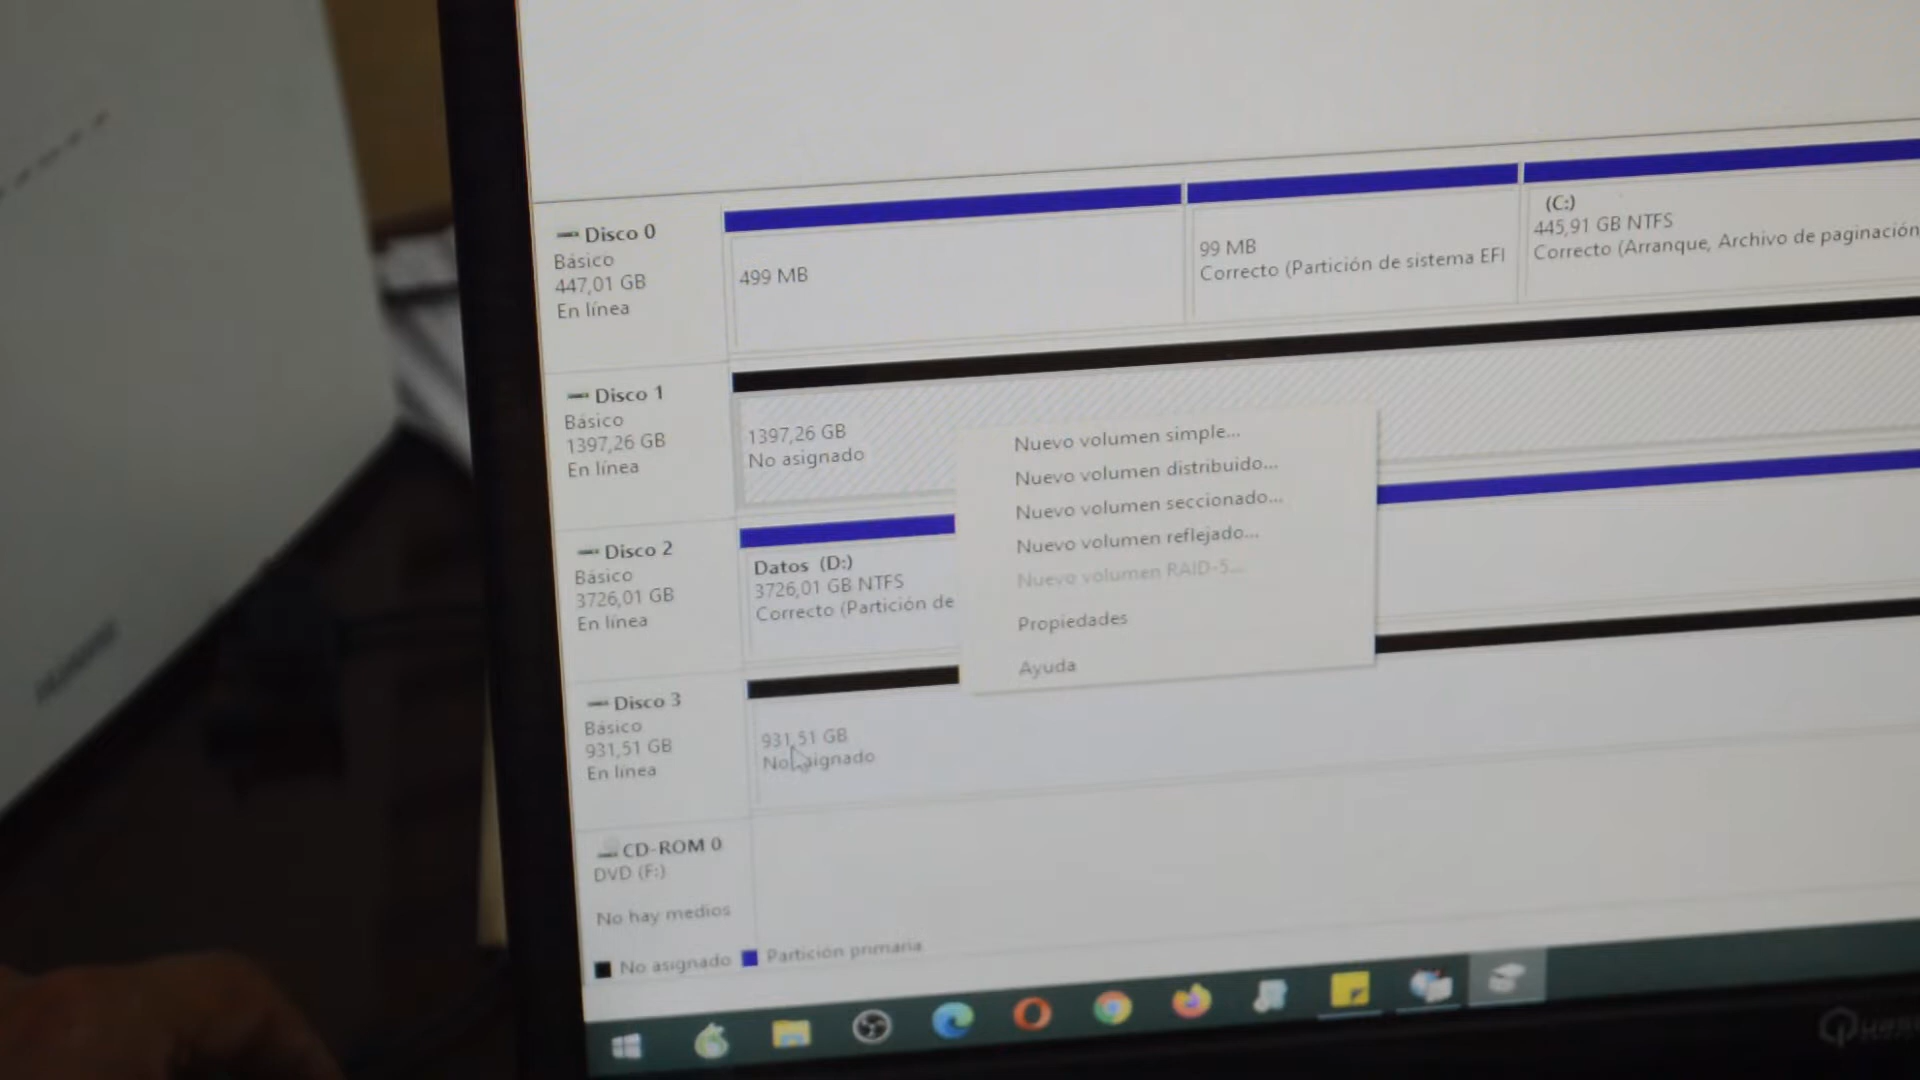 Disco 0
Básico
447,01 GB
En línea
499 MB
99 MB
Correcto (Partición de sistema EFI
(C:)
445,91 GB NTFS
Correcto (Arranque, Archivo de paginación
Disco 1
Básico
1397,26 GB
En línea
1397,26 GB
No asignado
Nuevo volumen simple...
Nuevo volumen distribuido...
Nuevo volumen seccionado...
Nuevo volumen reflejado...
Nuevo volumen RAID-5...
Propiedades
Ayuda
Disco 2
Básico
3726,01 GB
En línea
Datos (D:)
3726,01 GB NTFS
Correcto (Partición de
Disco 3
Básico
931,51 GB
En línea
931,51 GB
No asignado
CD-ROM 0
DVD (F:)
No hay medios
No asignado
Partición primaria